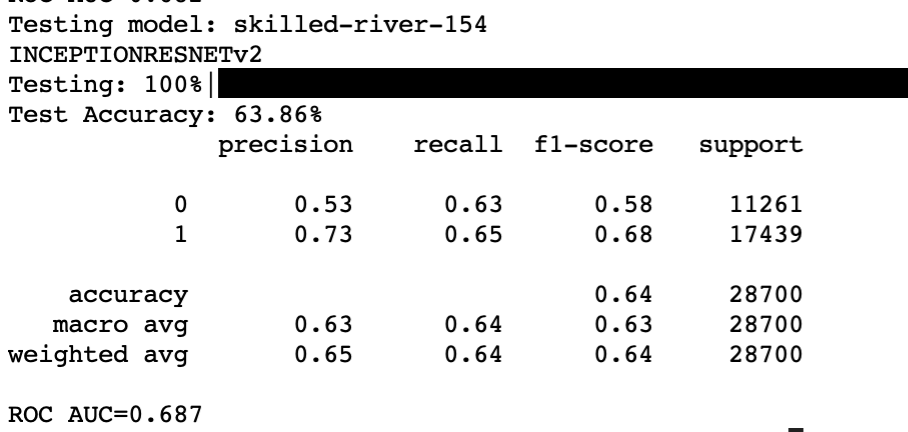 Testing model: skilled-river-154
INCEPTIONRESNETv2
Testing: 100%|
Test Accuracy: 63.86%
precision recall f1-score support
0 0.53 0.63 0.58 11261
1 0.73 0.65 0.68 17439
accuracy 0.64 28700
macro avg 0.63 0.64 0.63 28700
weighted avg 0.65 0.64 0.64 28700
ROC AUC=0.687